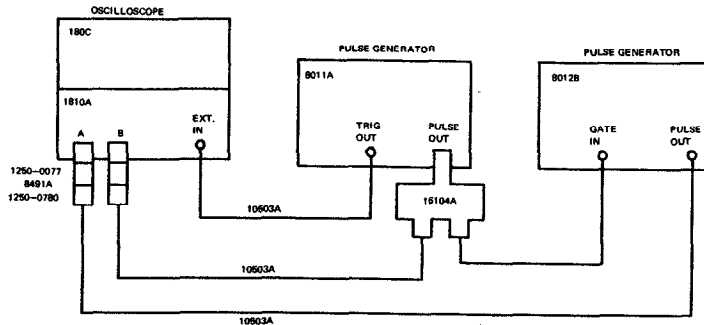 OSCILLOSCOPE
180C
1810A
A
B
EXT.
IN
1250-0077
8491A
1250-0780
PULSE GENERATOR
8011A
TRIG
OUT
PULSE
OUT
15104A
PULSE GENERATOR
8012B
GATE
IN
PULSE
OUT
10503A
10503A
10503A